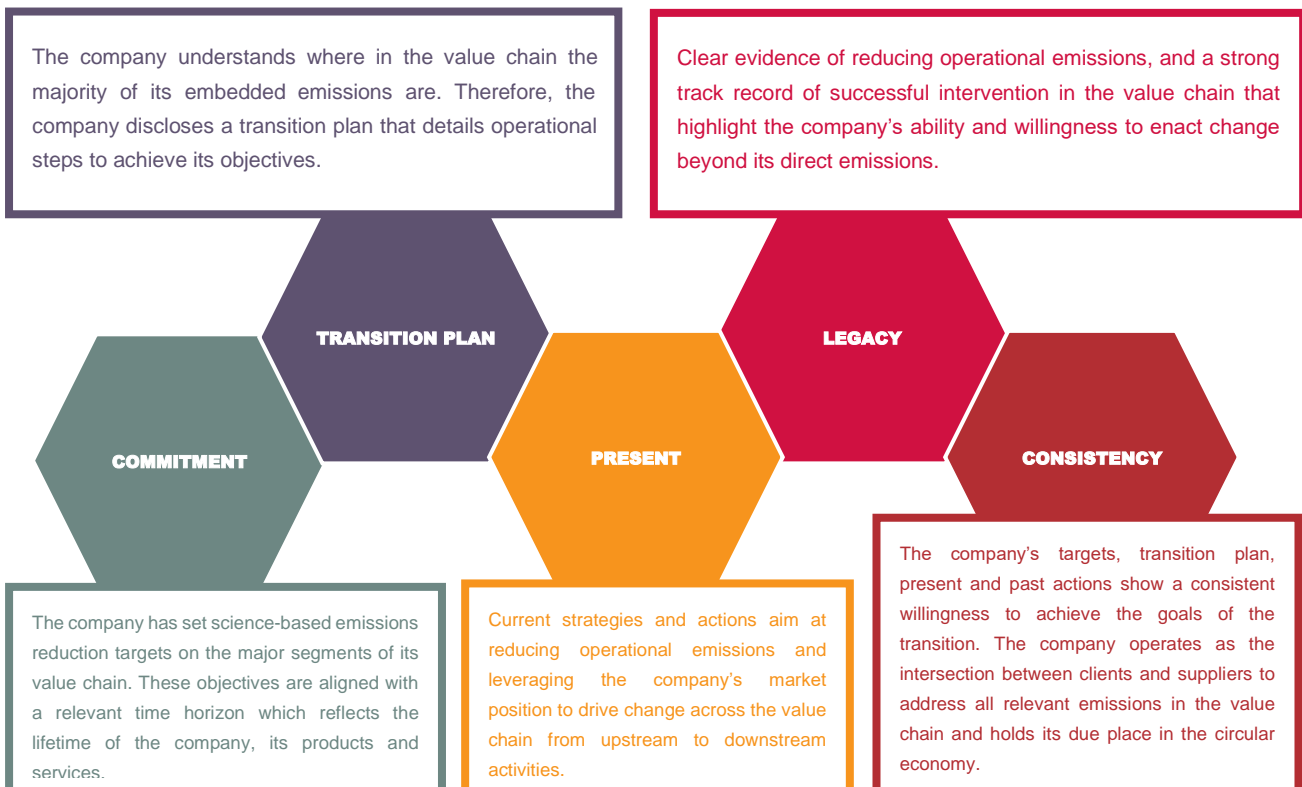 The company understands where in the value chain the
majority of its embedded emissions are. Therefore, the
company discloses a transition plan that details operational
steps to achieve its objectives.
Clear evidence of reducing operational emissions, and a strong
track record of successful intervention in the value chain that
highlight the company's ability and willingness to enact change
beyond its direct emissions.
TRANSITION PLAN
LEGACY
COMMITMENT
PRESENT
CONSISTENCY
The company has set science-based emissions
reduction targets on the major segments of its
value chain. These objectives are aligned with
a relevant time horizon which reflects the
lifetime of the company, its products and
services.
Current strategies and actions aim at
reducing operational emissions and
leveraging the company's market
position to drive change across the value
chain from upstream to downstream
activities.
The company's targets, transition plan,
present and past actions show a consistent
willingness to achieve the goals of the
transition. The company operates as the
intersection between clients and suppliers to
address all relevant emissions in the value
chain and holds its due place in the circular
economy.